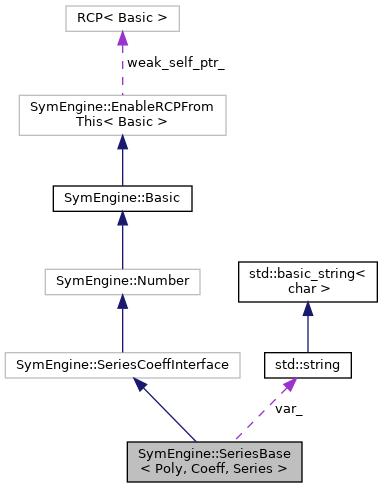 RCP< Basic >
weak_self_ptr_
SymEngine::EnableRCPFrom
This< Basic >
SymEngine::Basic
SymEngine::Number
std::basic_string<
char >
SymEngine::SeriesCoeffInterface
std::string
var_
SymEngine::SeriesBase
< Poly, Coeff, Series >